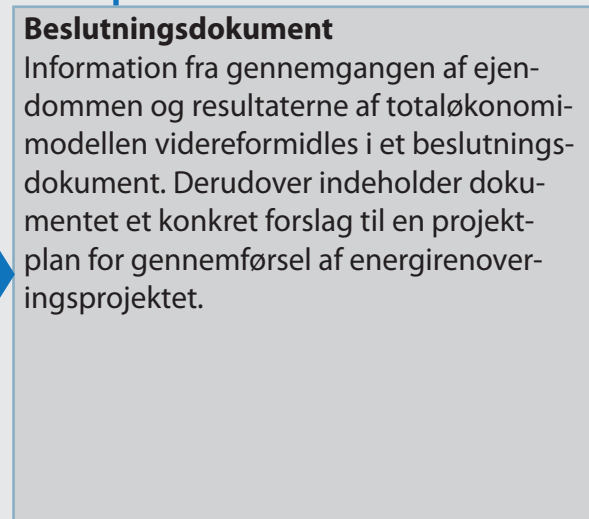 Beslutningsdokument
Information fra gennemgangen af ejen-
dommen og resultaterne af totaløkonomi-
modellen videreformidles i et beslutnings-
dokument. Derudover indeholder doku-
mentet et konkret forslag til en projekt-
plan for gennemførsel af energirenover-
ingsprojektet.